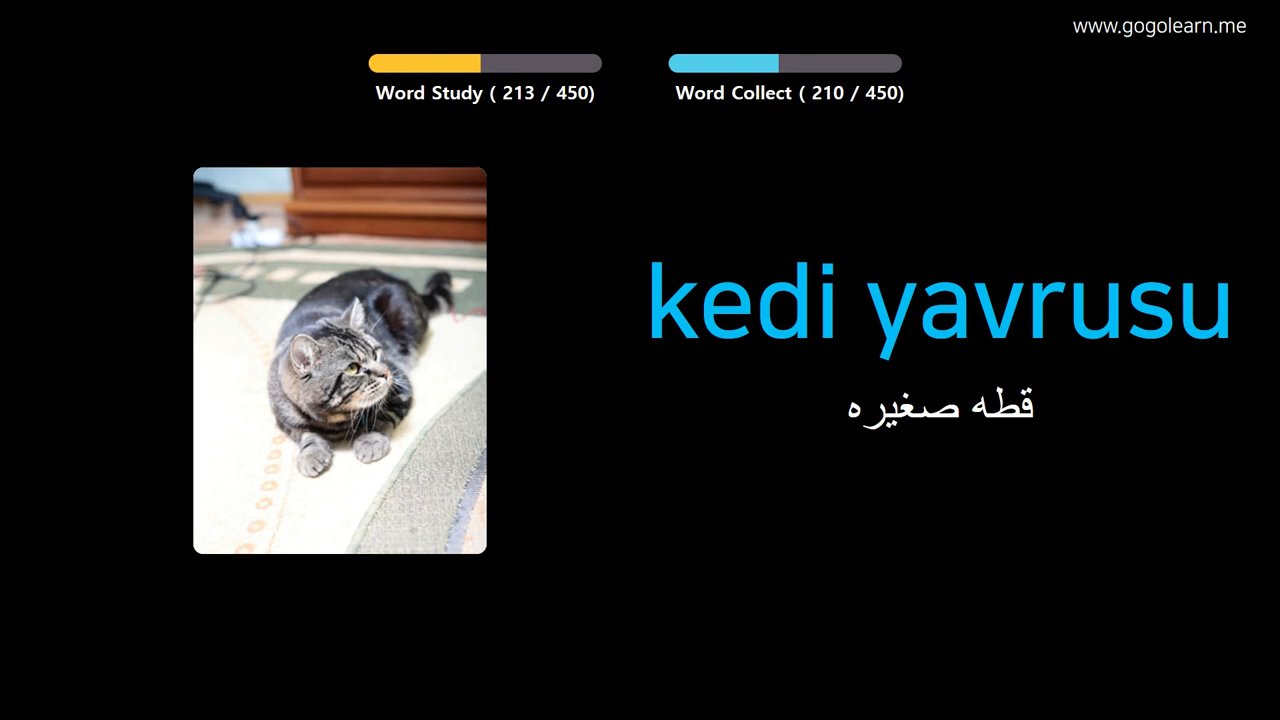 www.gogolearn.me
Word Study ( 213 / 450)
Word Collect ( 210 / 450)
kedi yavrusu
قطه صغيره